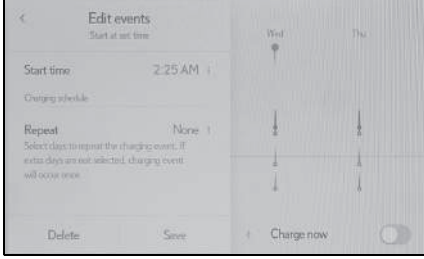 Edit events
Start at set time
Wed
Thu
Start time
2:25 AM
Charging schedule
Repeat
None
Select days to repeat the charging event. If
extra days are not selected, charging event
will occur once.
Delete
Save
Charge now